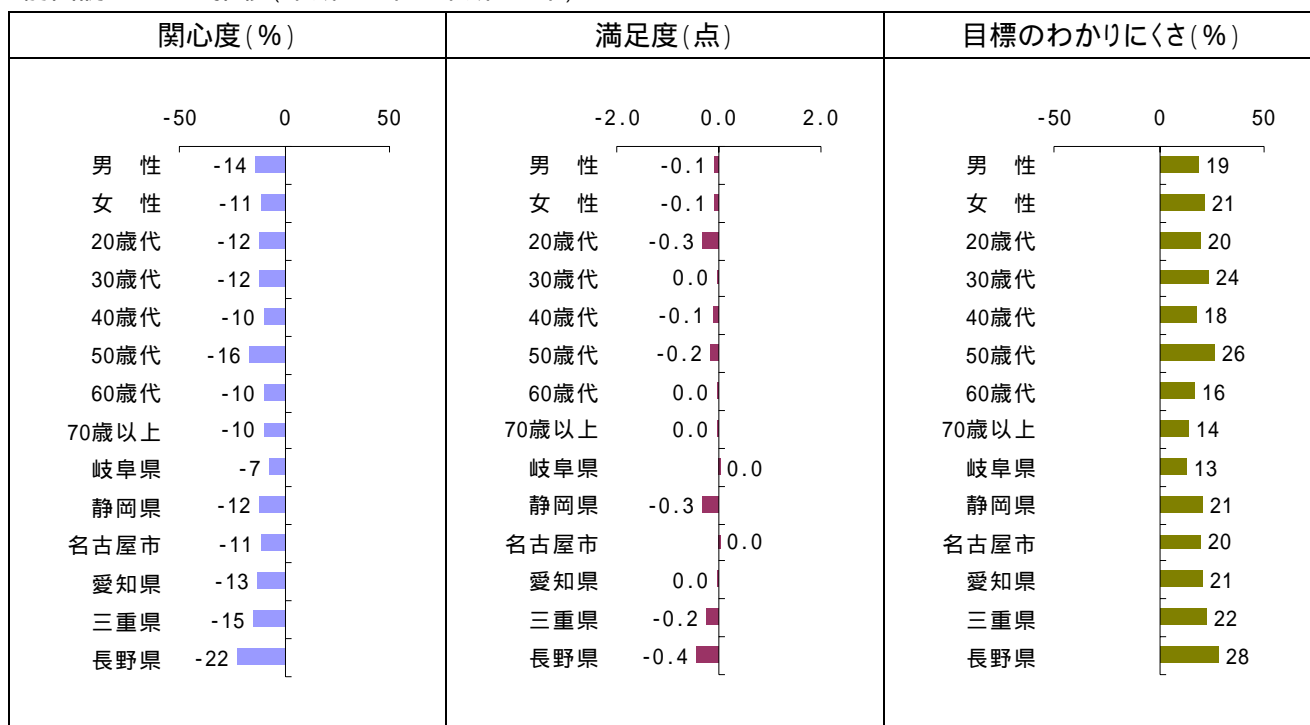 関心度(%) 満足度(点) 目標のわかりにくさ(%)
-50 0 50 -2.0 0.0 2.0 -50 0 50
男 性 -14 男 性 -0.1 男 性 19
女 性 -11 女 性 -0.1 女 性 21
20歳代 -12 20歳代 -0.3 20歳代 20
30歳代 -12 30歳代 0.0 30歳代 24
40歳代 -10 40歳代 -0.1 40歳代 18
50歳代 -16 50歳代 -0.2 50歳代 26
60歳代 -10 60歳代 0.0 60歳代 16
70歳以上 -10 70歳以上 0.0 70歳以上 14
岐阜県 -7 岐阜県 0.0 岐阜県 13
静岡県 -12 静岡県 -0.3 静岡県 21
名古屋市 -11 名古屋市 0.0 名古屋市 20
愛知県 -13 愛知県 0.0 愛知県 21
三重県 -15 三重県 -0.2 三重県 22
長野県 -22 長野県 -0.4 長野県 28